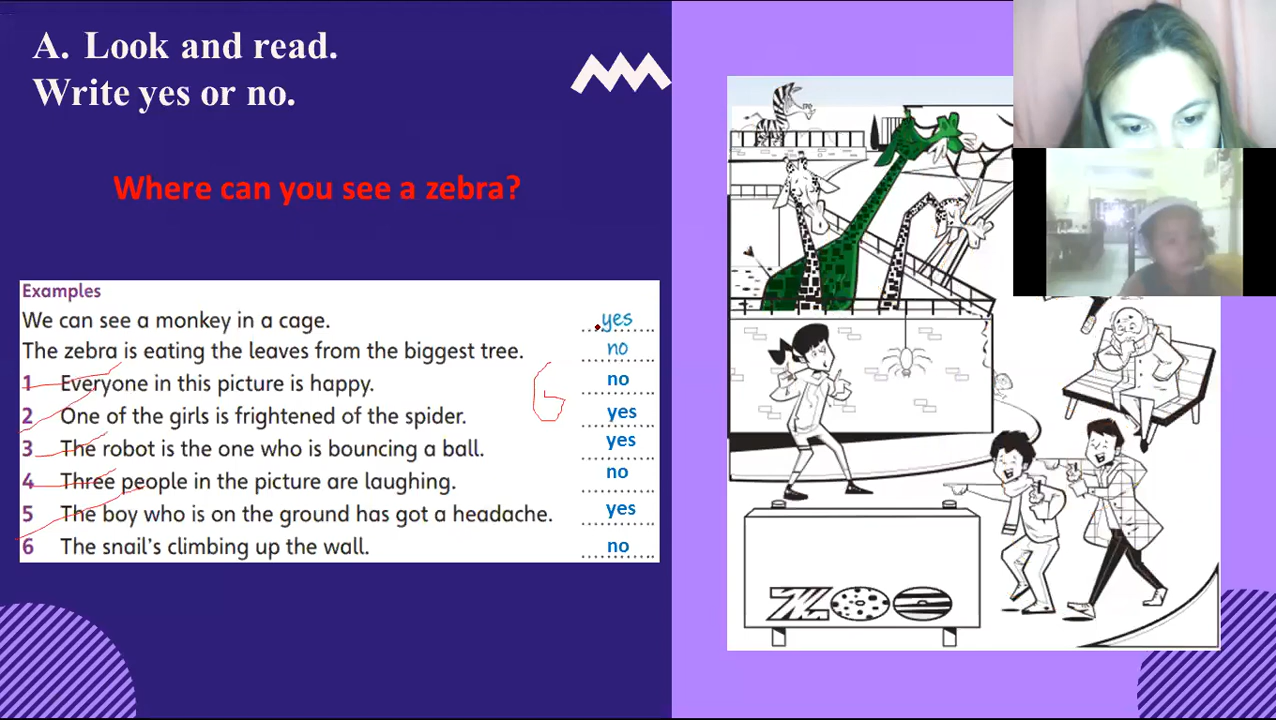 A. Look and read.
Write yes or no.
Where can you see a zebra?
Examples
We can see a monkey in a cage. yes
The zebra is eating the leaves from the biggest tree. no
1 Everyone in this picture is happy. no
2 One of the girls is frightened of the spider. yes
3 The robot is the one who is bouncing a ball. yes
4 Three people in the picture are laughing. no
5 The boy who is on the ground has got a headache. yes
6 The snail's climbing up the wall. no
6
ZOO